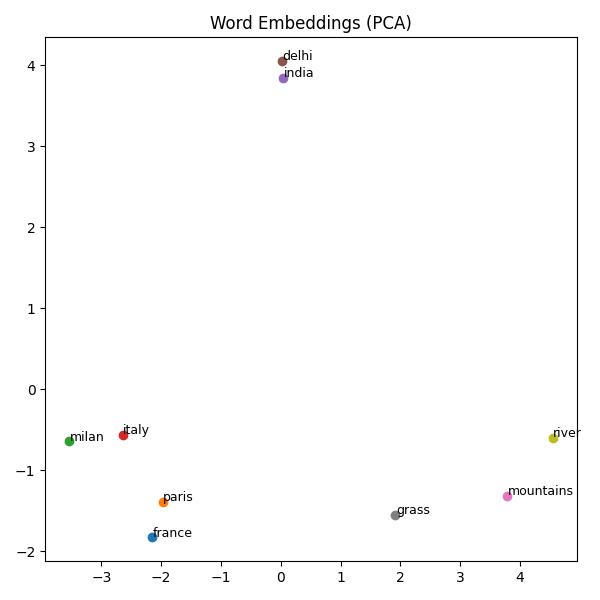 Word Embeddings (PCA)
delhi
india
milan
italy
river
paris
mountains
grass
france
4
3
2
1
0
−1
−2
−3
−2
−1
0
1
2
3
4